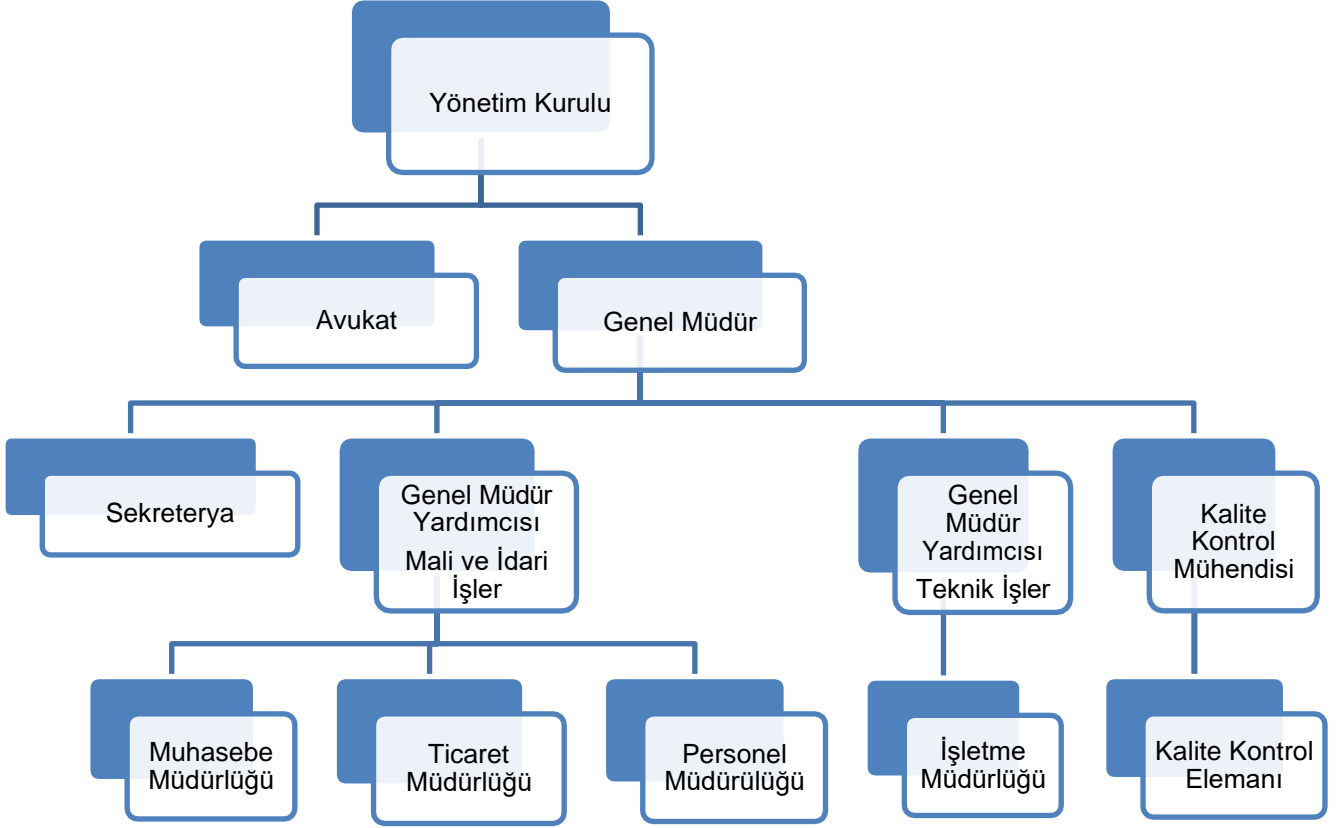 Yönetim Kurulu
Avukat
Genel Müdür
Sekreterya
Genel Müdür
Yardımcısı
Mali ve İdari
İşler
Genel
Müdür
Yardımcısı
Teknik İşler
Kalite
Kontrol
Mühendisi
Muhasebe
Müdürlüğü
Ticaret
Müdürlüğü
Personel
Müdürülüğü
İşletme
Müdürlüğü
Kalite Kontrol
Elemanı